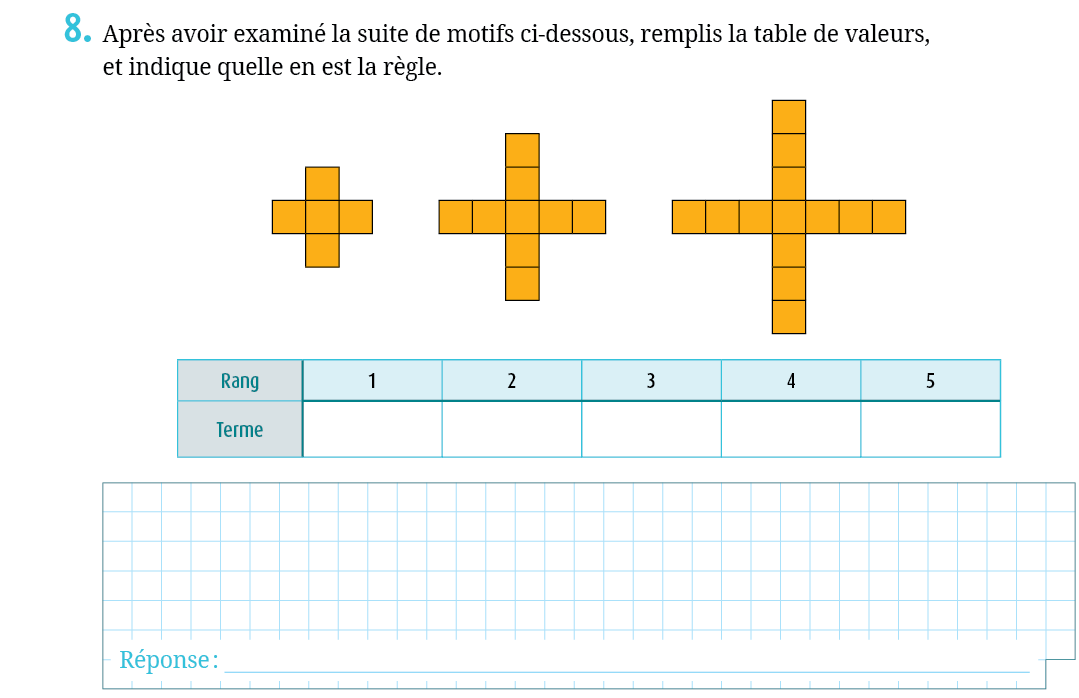 8. Après avoir examiné la suite de motifs ci-dessous, remplis la table de valeurs,
et indique quelle en est la règle.
Rang 1 2 3 4 5
Terme
Réponse :